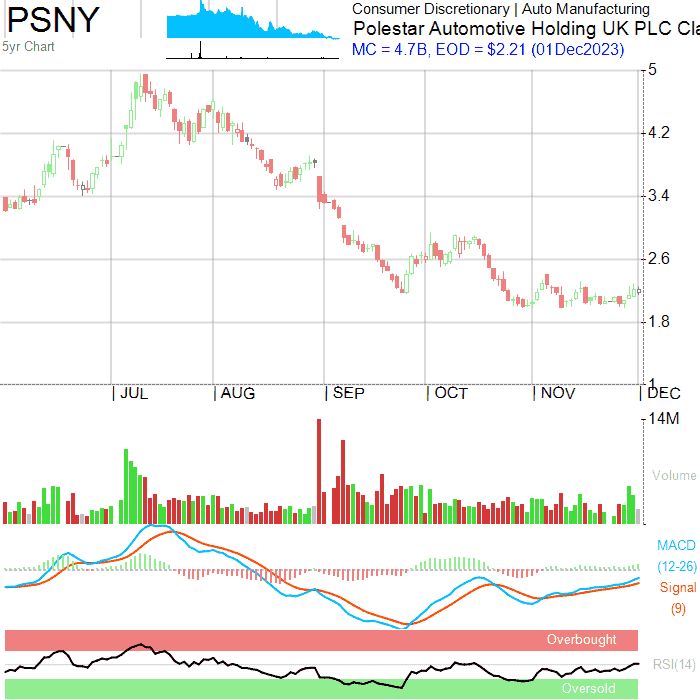 PSNY
5yr Chart
Consumer Discretionary | Auto Manufacturing
Polestar Automotive Holding UK PLC Cla
MC = 4.7B, EOD = $2.21 (01Dec2023)
5
4.2
3.4
2.6
1.8
1
| JUL | AUG | SEP | OCT | NOV | DEC
14M
Volume
MACD
(12-26)
Signal
(9)
Overbought
RSI(14)
Oversold